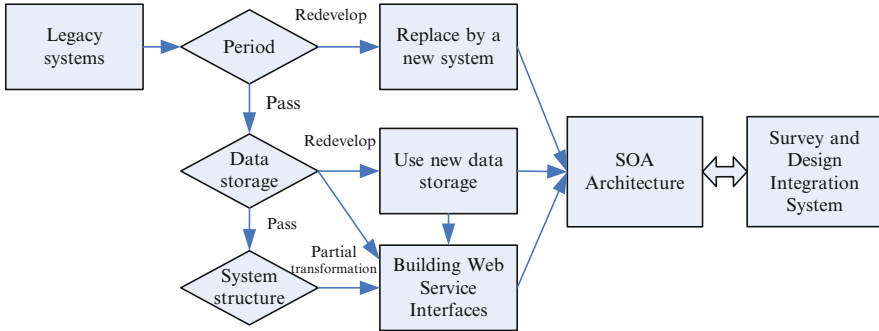 Legacy
systems
Period
Redevelop
Replace by a
new system
Pass
Data
storage
Redevelop
Use new data
storage
SOA
Architecture
Survey and
Design
Integration
System
Pass
System
structure
Partial
transformation
Building Web
Service
Interfaces